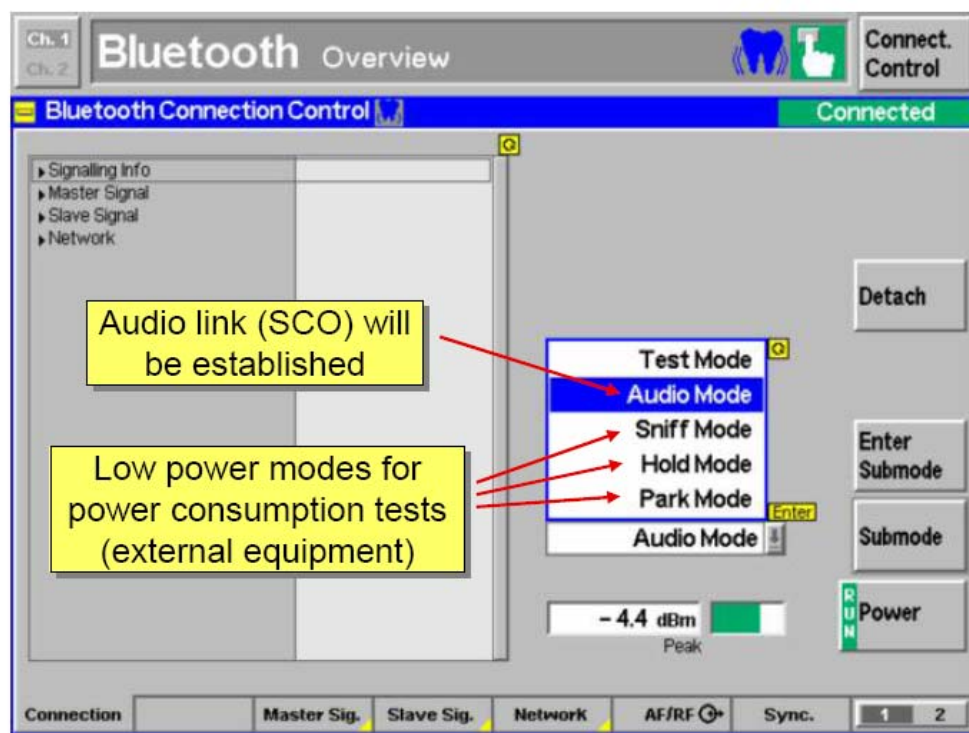 Ch. 1
Ch. 2
Bluetooth Overview
Connect.
Control
Bluetooth Connection Control
Connected
Signalling Info
Master Signal
Slave Signal
Network
Detach
Audio link (SCO) will
be established
Test Mode
Audio Mode
Sniff Mode
Hold Mode
Park Mode
Enter
Audio Mode
Low power modes for
power consumption tests
(external equipment)
Enter
Submode
Submode
- 4.4 dBm
Peak
RUN
Power
Connection
Master Sig.
Slave Sig.
Network
AF/RF
Sync.
1 2